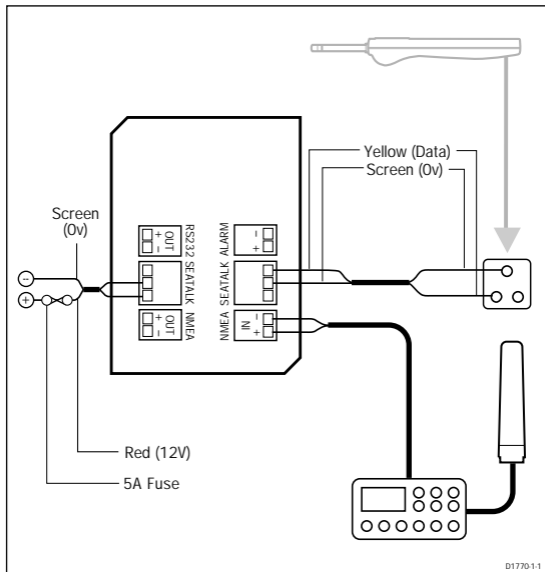 Yellow (Data)
Screen (0v)
Screen
(0v)
RS232
+ OUT -
ALARM
- +
SEATALK
SEATALK
NMEA
+ OUT -
NMEA
IN - +
-
+
Red (12V)
5A Fuse
D1770-1-1